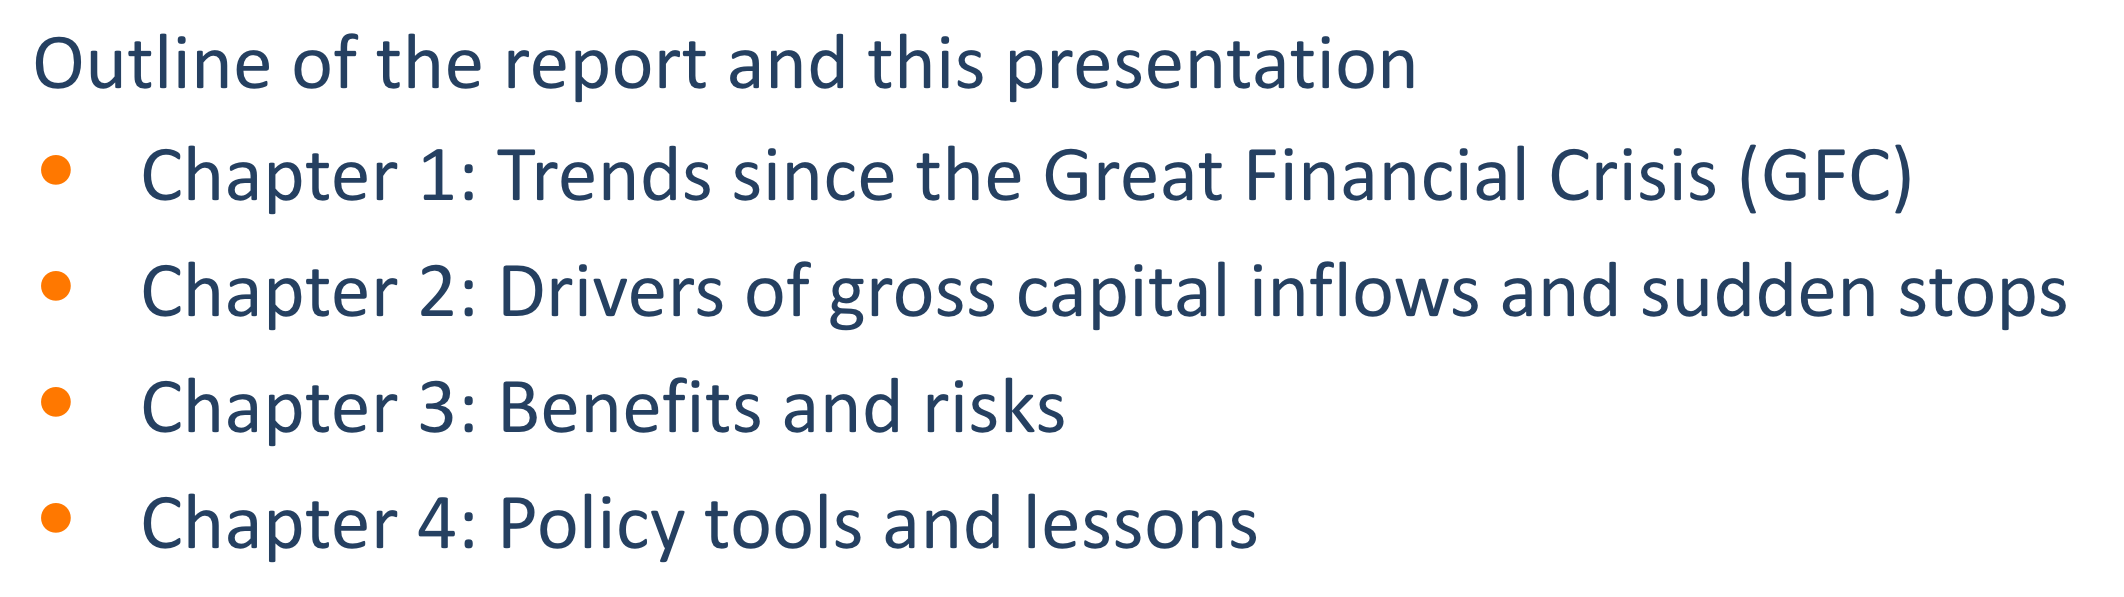 Outline of the report and this presentation
• Chapter 1: Trends since the Great Financial Crisis (GFC)
• Chapter 2: Drivers of gross capital inflows and sudden stops
• Chapter 3: Benefits and risks
• Chapter 4: Policy tools and lessons